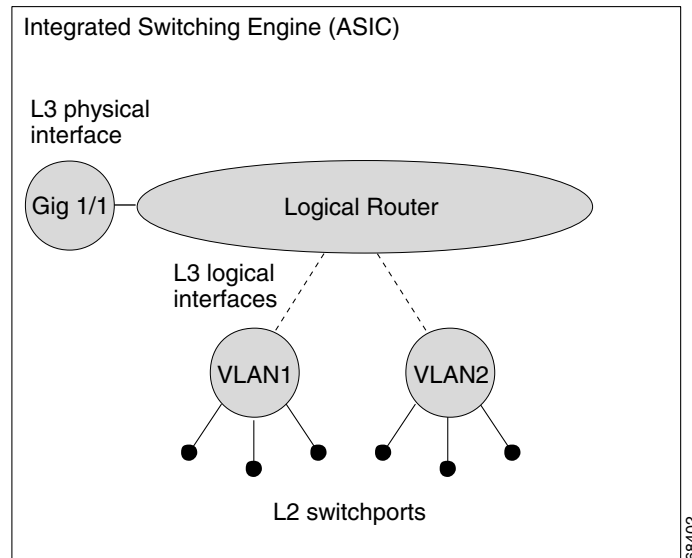 Integrated Switching Engine (ASIC)
L3 physical
interface
Gig 1/1
Logical Router
L3 logical
interfaces
VLAN1
VLAN2
L2 switchports
68402